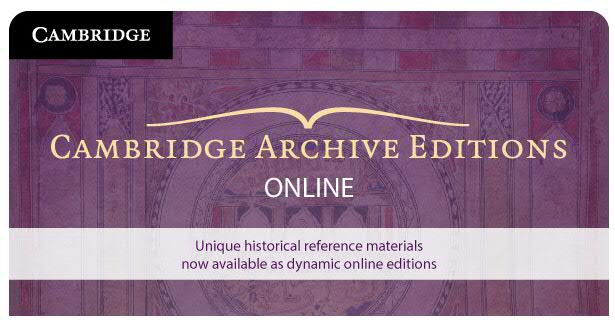 CAMBRIDGE
CAMBRIDGE ARCHIVE EDITIONS
ONLINE
Unique historical reference materials
now available as dynamic online editions